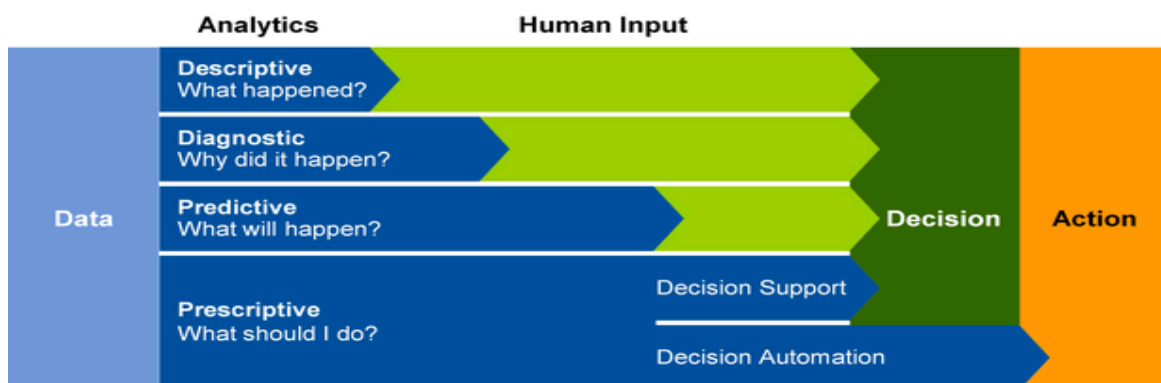 Analytics
Human Input
Descriptive
What happened?
Diagnostic
Why did it happen?
Predictive
What will happen?
Data
Decision
Action
Prescriptive
What should I do?
Decision Support
Decision Automation